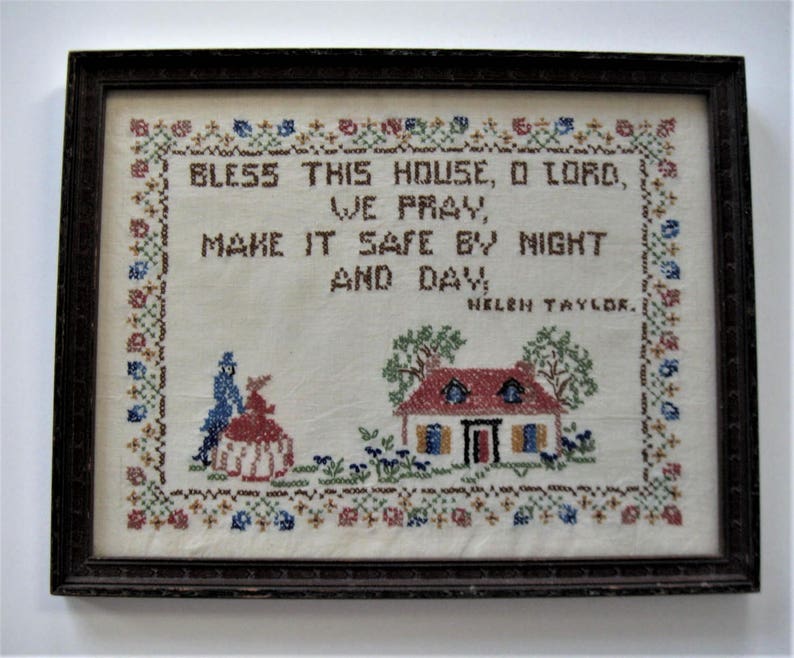 BLESS THIS HOUSE, O LORD,
WE PRAY,
MAKE IT SAFE BY NIGHT
AND DAY,
HELEN TAYLOR.